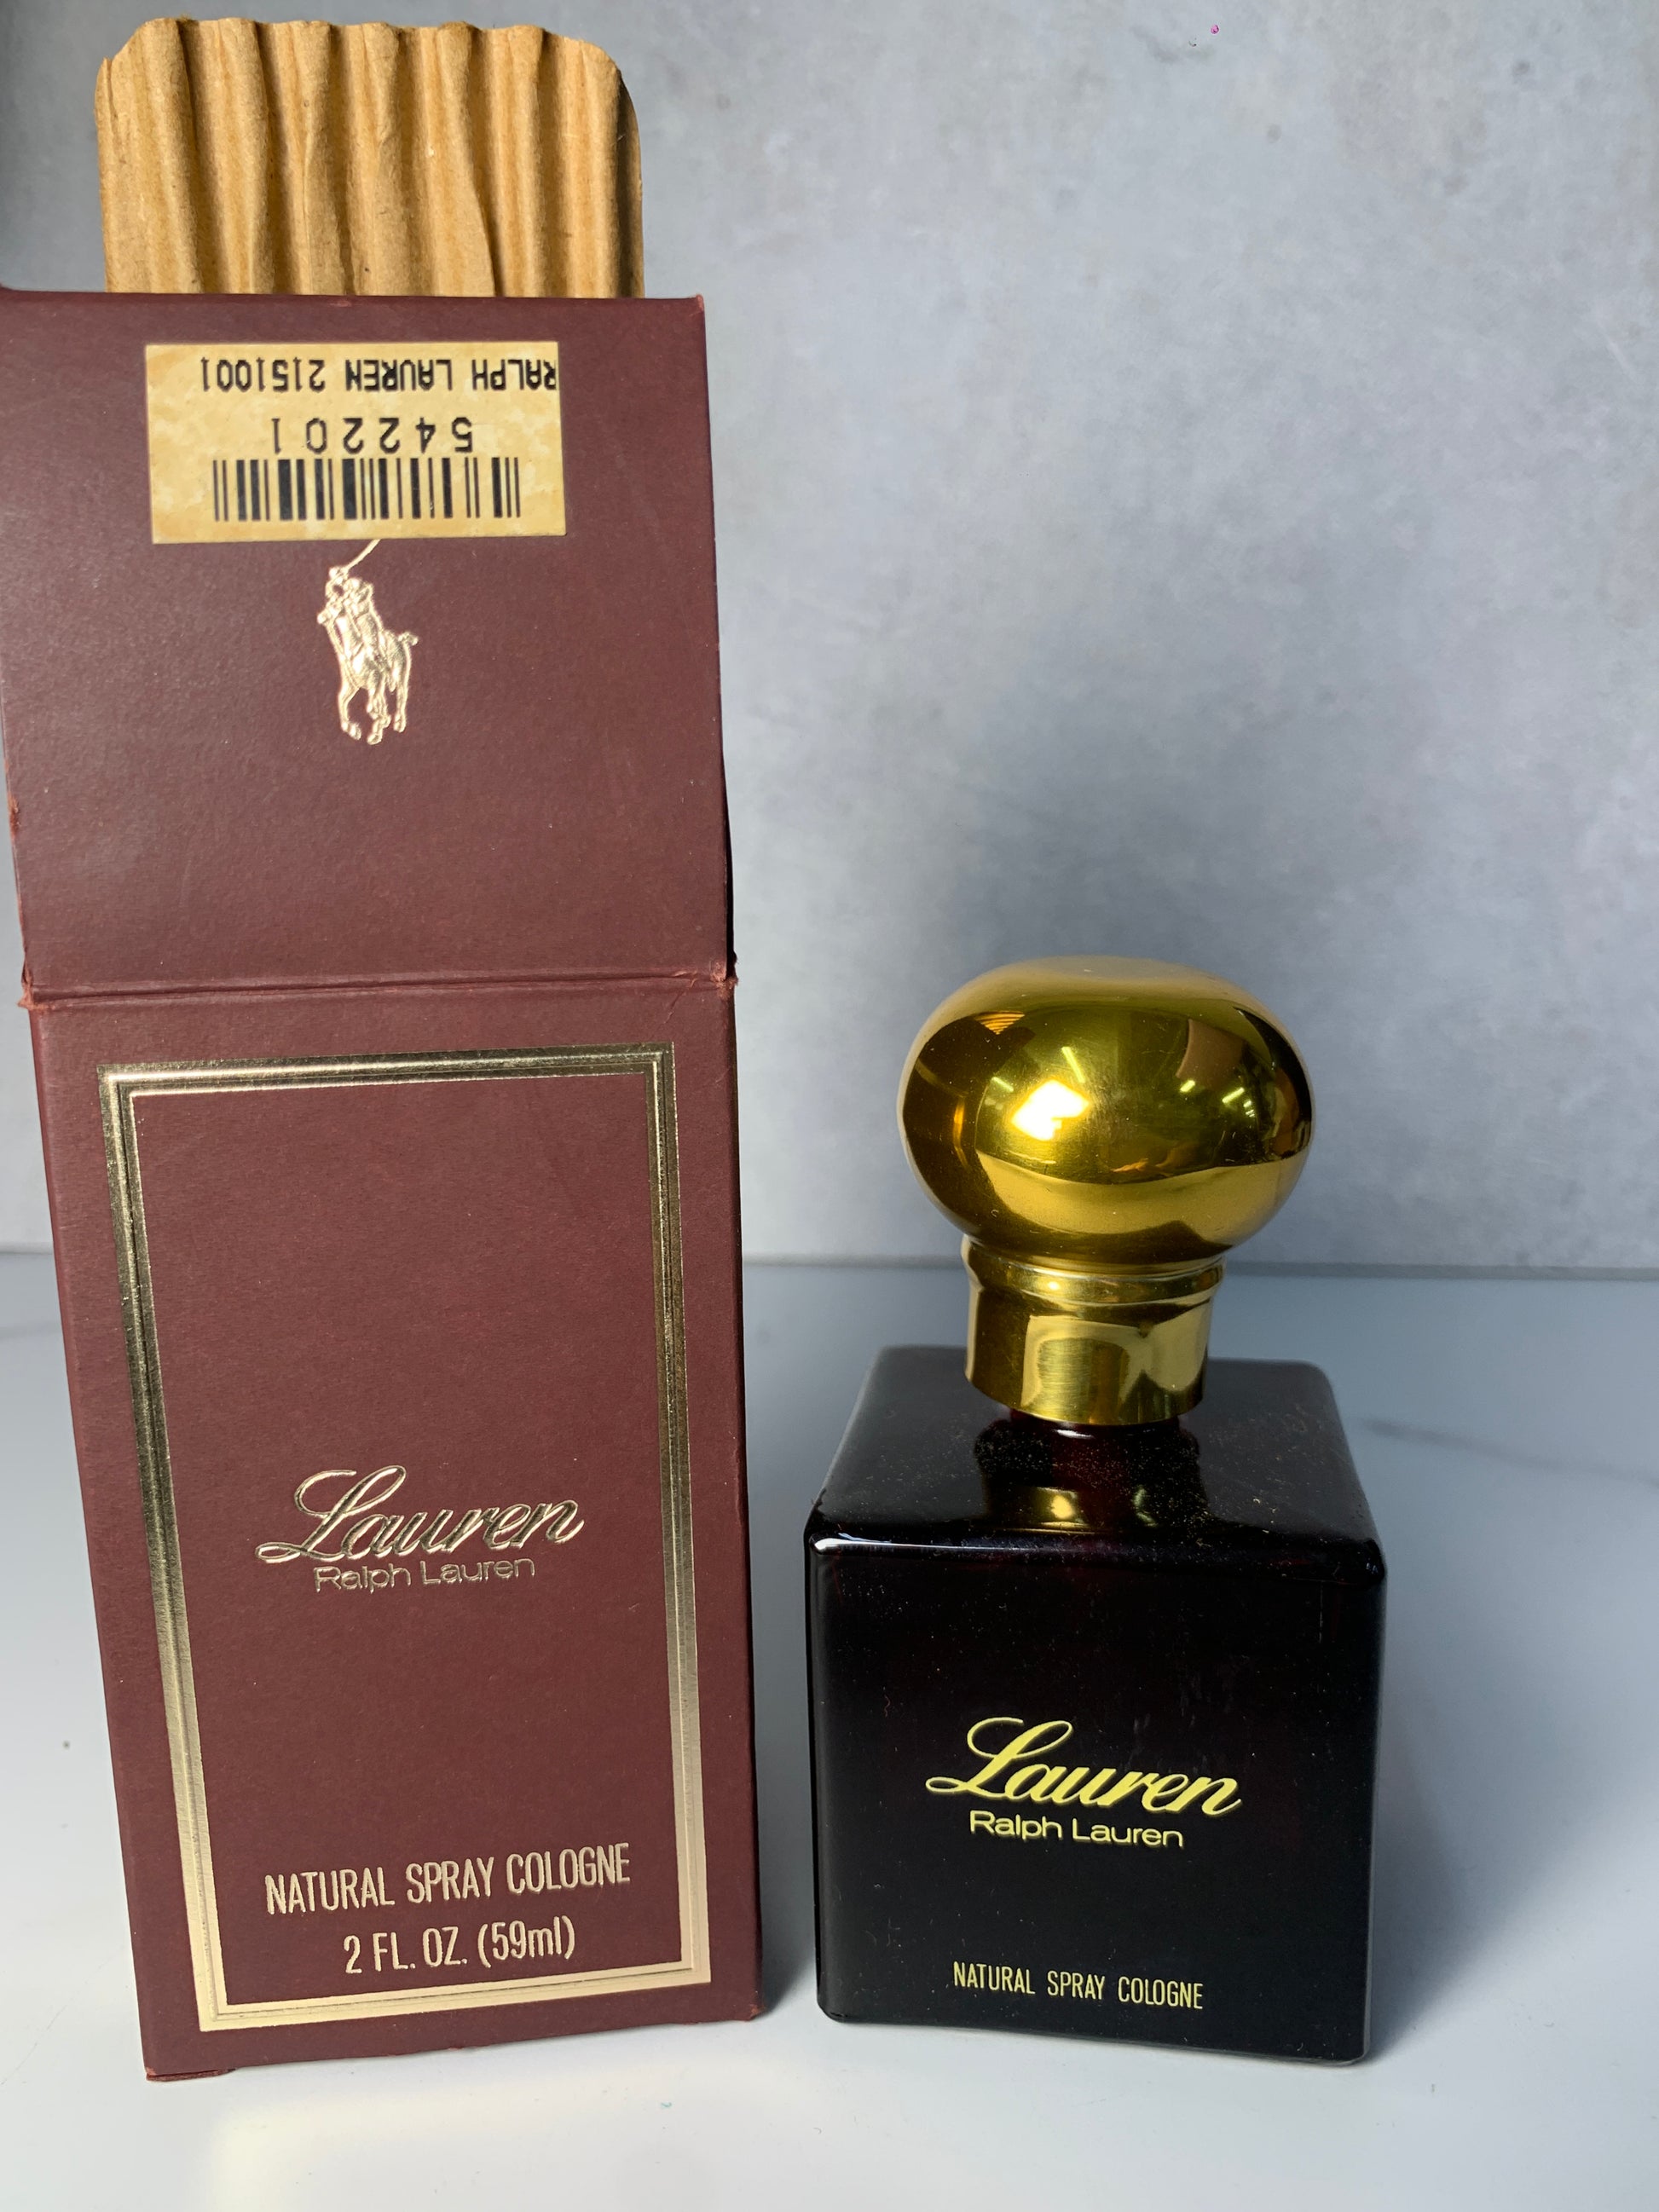 RALPH LAUREN 2151001
542201
Lauren
Ralph Lauren
NATURAL SPRAY COLOGNE
2 FL. OZ. (59ml)
Lauren
Ralph Lauren
NATURAL SPRAY COLOGNE